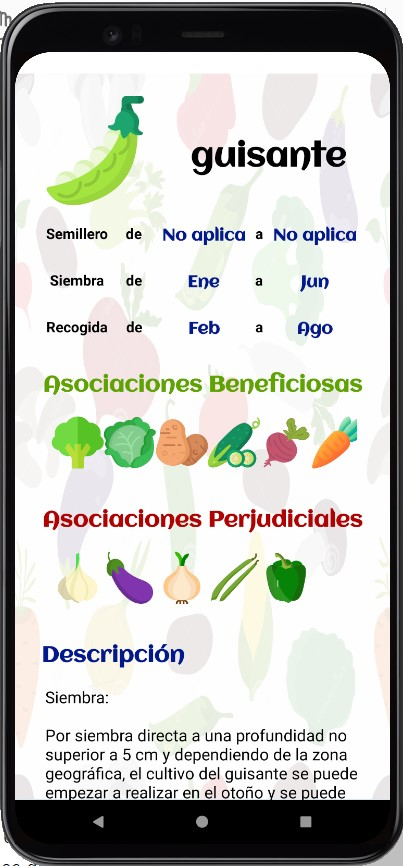 guisante
Semillero de No aplica a No aplica
Siembra de Ene a Jun
Recogida de Feb a Ago
Asociaciones Beneficiosas
Asociaciones Perjudiciales
Descripción
Siembra:
Por siembra directa a una profundidad no
superior a 5 cm y dependiendo de la zona
geográfica, el cultivo del guisante se puede
empezar a realizar en el otoño y se puede